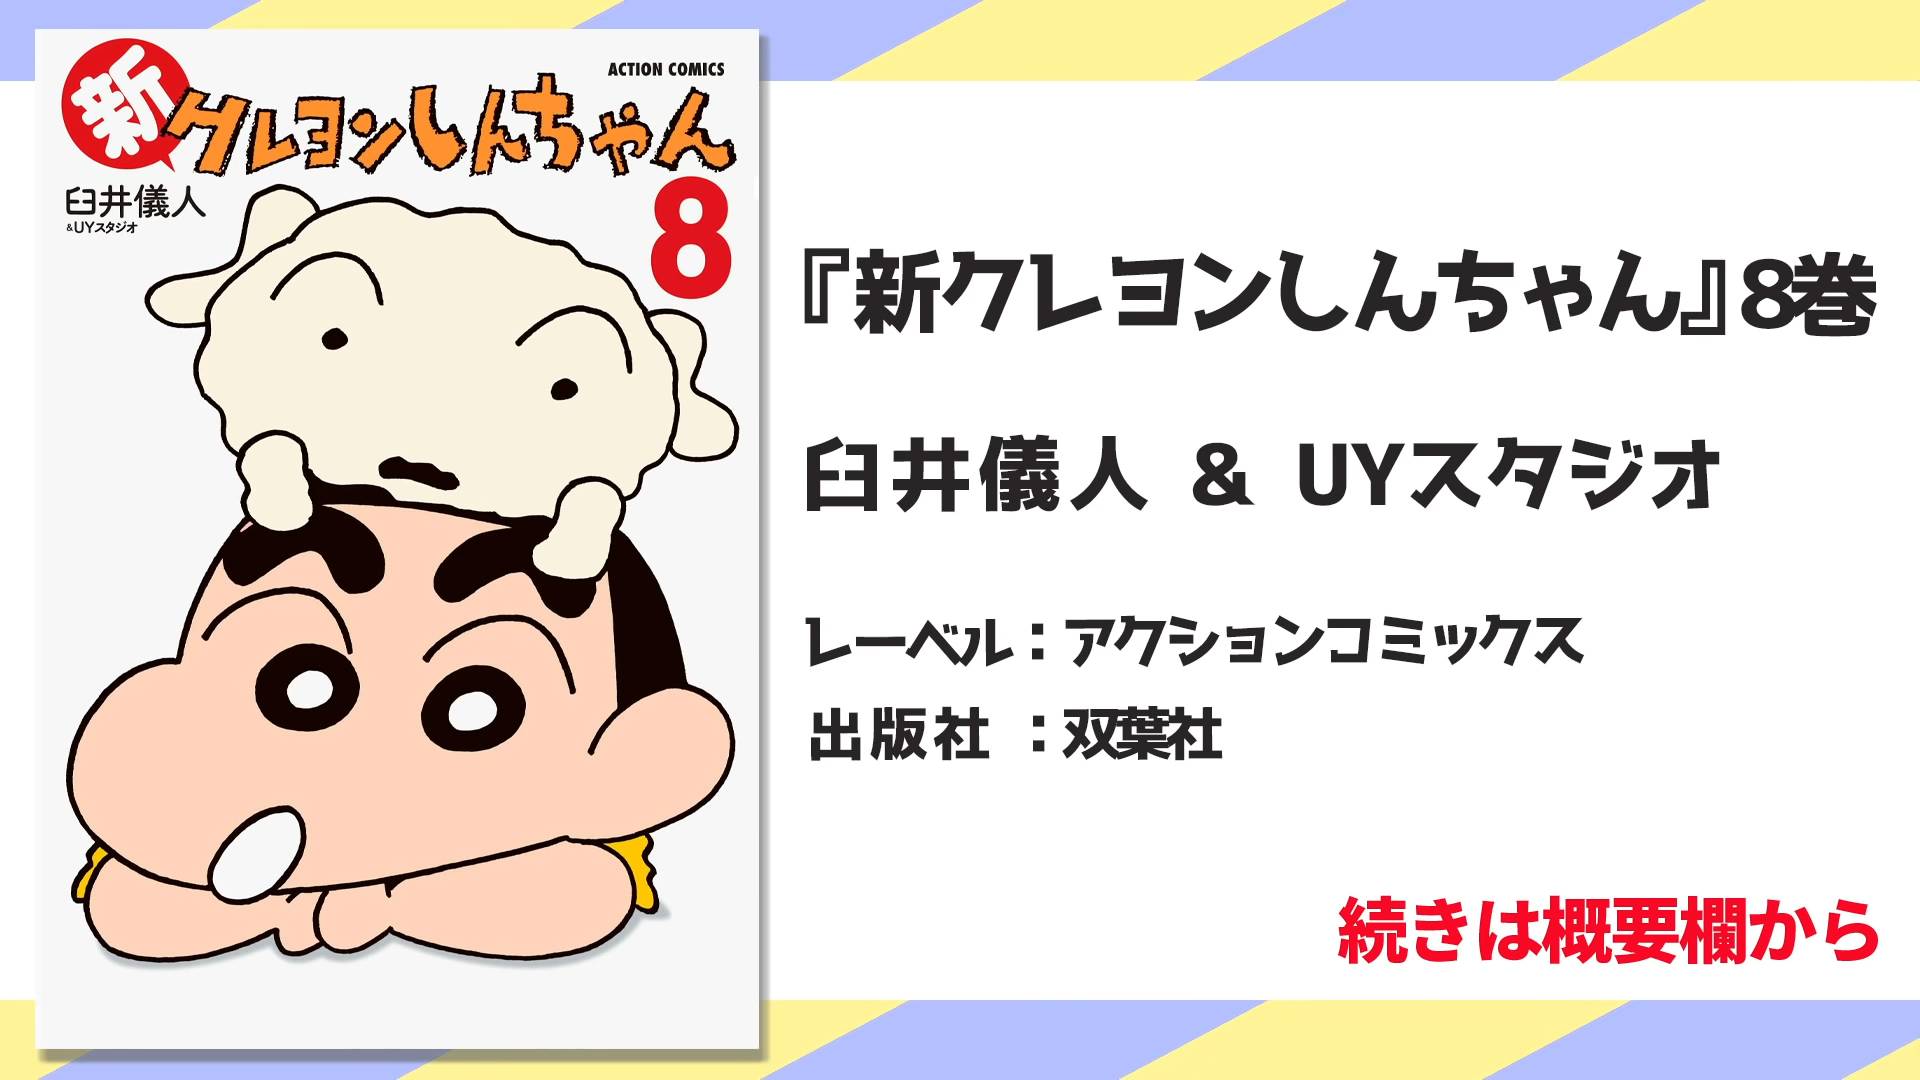 ACTION COMICS
新
クレヨンしんちゃん
臼井儀人
&UYスタジオ
8
『新クレヨンしんちゃん』8巻
臼井儀人 & UYスタジオ
レーベル：アクションコミックス
出版社 ：双葉社
続きは概要欄から